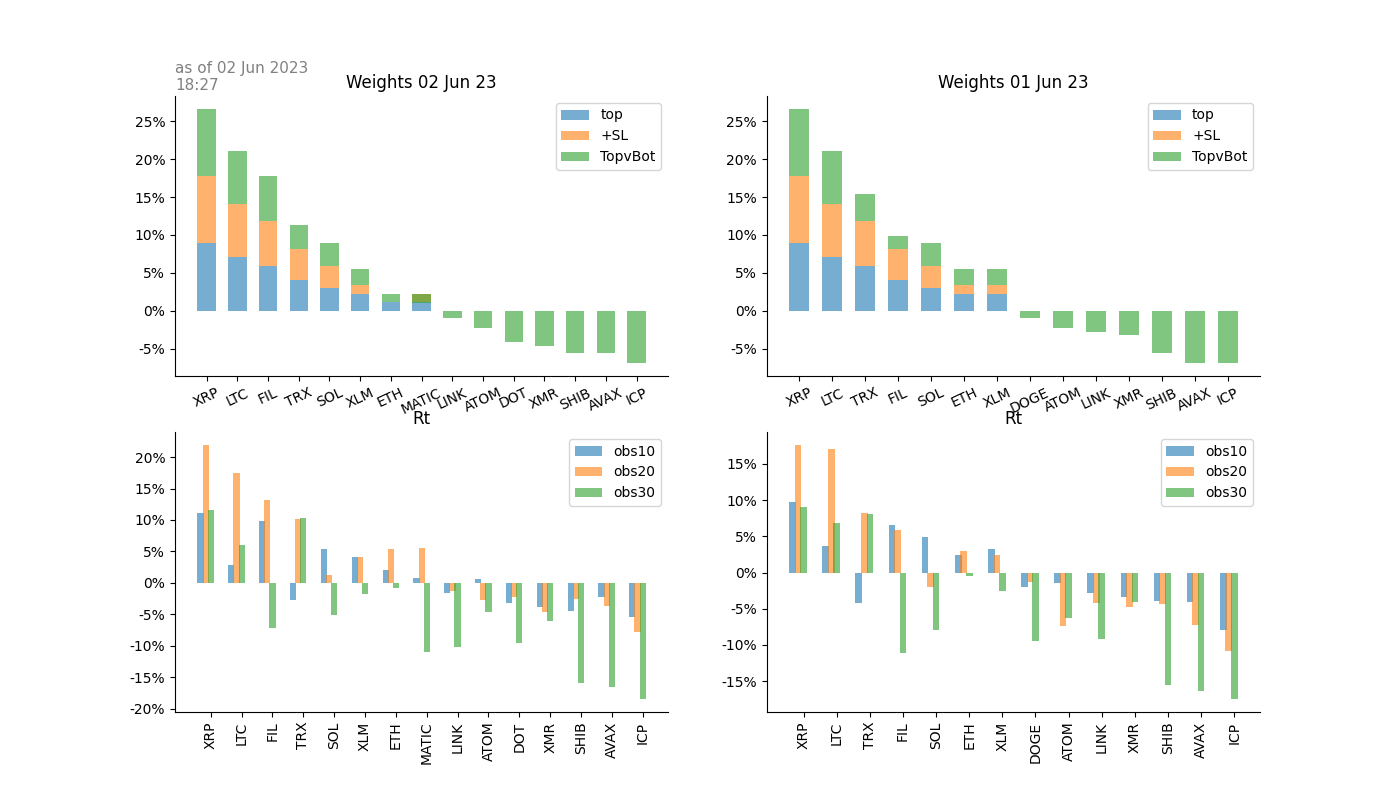 as of 02 Jun 2023
18:27
Weights 02 Jun 23
25%
20%
15%
10%
5%
0%
-5%
top
+SL
TopvBot
XRP LTC FIL TRX SOL XLM ETH MATIC LINK ATOM DOT XMR SHIB AVAX ICP
Weights 01 Jun 23
25%
20%
15%
10%
5%
0%
-5%
top
+SL
TopvBot
XRP LTC TRX FIL SOL ETH XLM DOGE ATOM LINK XMR SHIB AVAX ICP
Rt
20%
15%
10%
5%
0%
-5%
-10%
-15%
-20%
obs10
obs20
obs30
XRP LTC FIL TRX SOL XLM ETH MATIC LINK ATOM DOT XMR SHIB AVAX ICP
Rt
15%
10%
5%
0%
-5%
-10%
-15%
obs10
obs20
obs30
XRP LTC TRX FIL SOL ETH XLM DOGE ATOM LINK XMR SHIB AVAX ICP